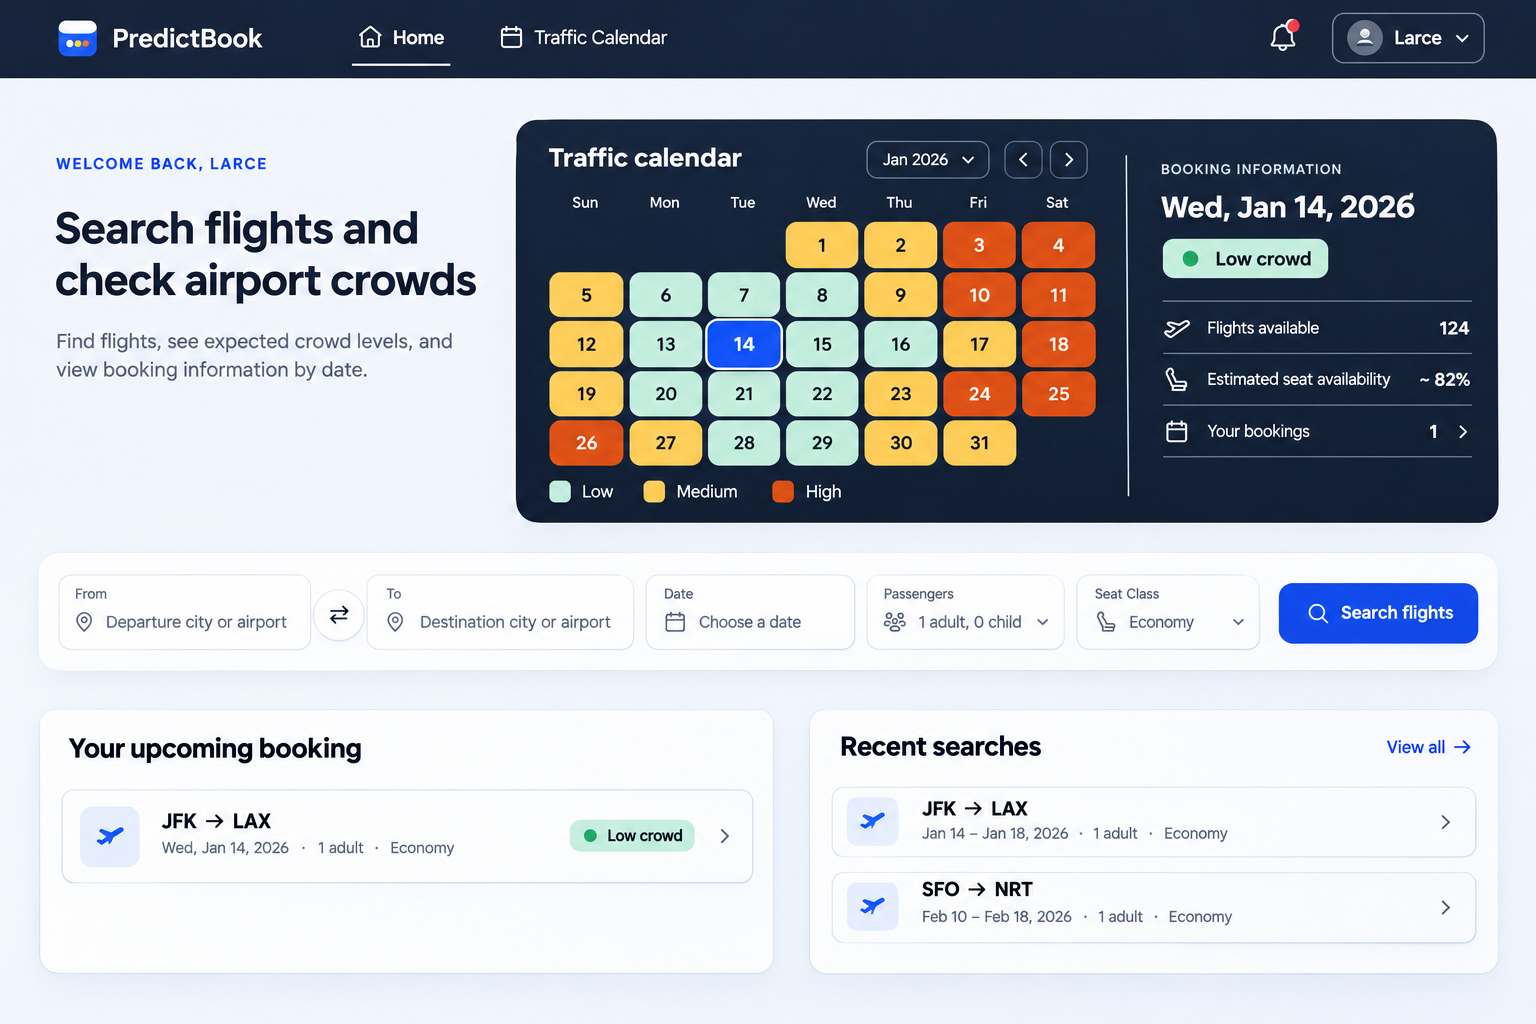 PredictBook
Home
Traffic Calendar
Larce
WELCOME BACK, LARCE
Search flights and
check airport crowds
Find flights, see expected crowd levels, and
view booking information by date.
Traffic calendar
Jan 2026
Sun Mon Tue Wed Thu Fri Sat
1 2 3 4
5 6 7 8 9 10 11
12 13 14 15 16 17 18
19 20 21 22 23 24 25
26 27 28 29 30 31
Low Medium High
BOOKING INFORMATION
Wed, Jan 14, 2026
Low crowd
Flights available 124
Estimated seat availability ~ 82%
Your bookings 1
From
Departure city or airport
To
Destination city or airport
Date
Choose a date
Passengers
1 adult, 0 child
Seat Class
Economy
Search flights
Your upcoming booking
JFK → LAX
Wed, Jan 14, 2026 · 1 adult · Economy
Low crowd
Recent searches
View all →
JFK → LAX
Jan 14 – Jan 18, 2026 · 1 adult · Economy
SFO → NRT
Feb 10 – Feb 18, 2026 · 1 adult · Economy